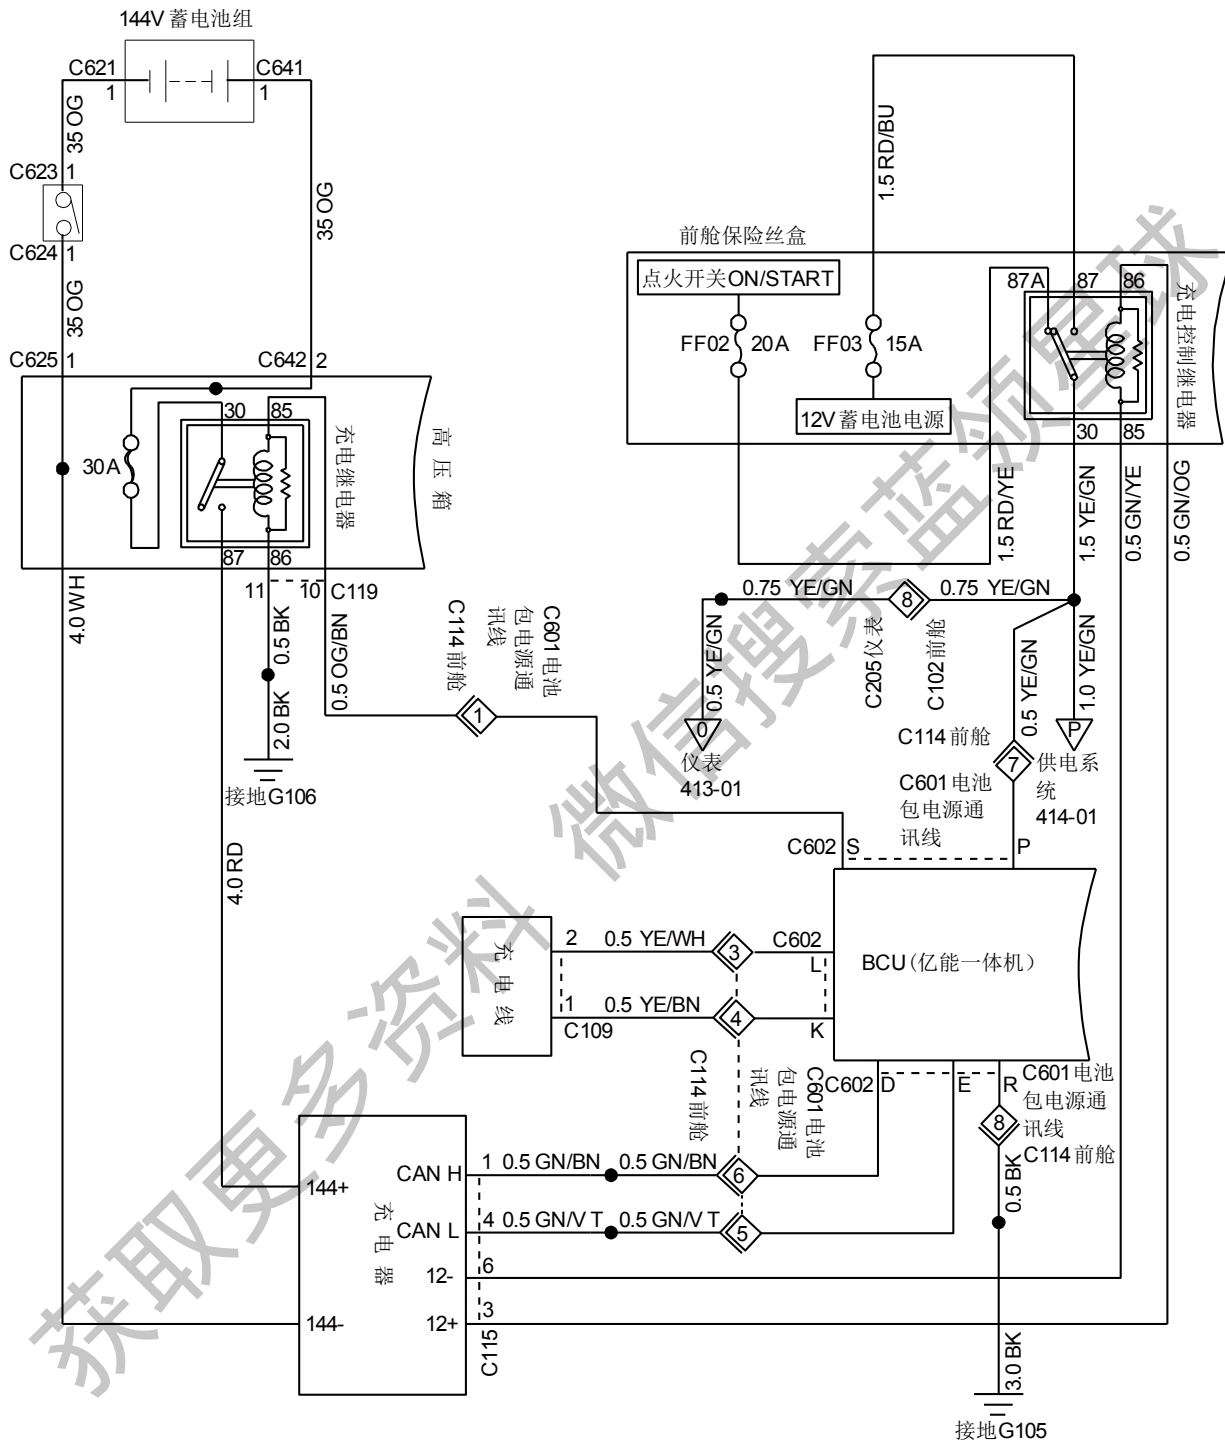 144V 蓄电池组
C621
1
C641
1
35 OG
C623 1
C624 1
35 OG
35 OG
C625 1
C642 2
30A
30
85
87
86
充电继电器
高压箱
11
10
C119
4.0 WH
0.5 BK
2.0 BK
接地G106
0.5 OG/BN
4.0 RD
C114 前舱
C601 电池
包电源通
讯线
1
1.5 RD/BU
前舱保险丝盒
点火开关ON/START
FF02
20A
FF03
15A
12V 蓄电池电源
87A
87
86
30
85
充电控制继电器
1.5 RD/YE
1.5 YE/GN
0.5 GN/YE
0.5 GN/OG
0.75 YE/GN
8
0.75 YE/GN
C205 仪表
C102 前舱
0.5 YE/GN
0
仪表
413-01
0.5 YE/GN
1.0 YE/GN
C114 前舱
7
C601 电池
包电源通
讯线
P
供电系
统
414-01
C602
S
P
BCU(亿能一体机)
充电线
2
0.5 YE/WH
3
C602
L
1
0.5 YE/BN
4
K
C109
C114 前舱
C601 电池
包电源通
讯线
C602
D
E
R
C601 电池
包电源通
讯线
C114 前舱
8
0.5 BK
3.0 BK
接地G105
充电器
144+
144-
CAN H
1
0.5 GN/BN
0.5 GN/BN
6
CAN L
4
0.5 GN/V T
0.5 GN/V T
5
12-
6
12+
3
C115
获取更多资料 微信搜索蓝领星球